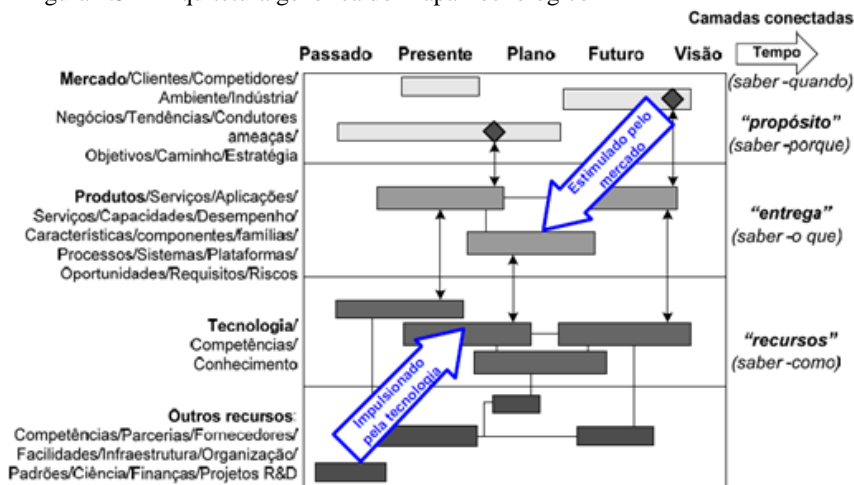 Camadas conectadas
Passado Presente Plano Futuro Visão Tempo
Mercado/Clientes/Competidores/
Ambiente/Indústria/
Negócios/Tendências/Condutores
ameaças/
Objetivos/Caminho/Estratégia
(saber -quando)
“propósito”
(saber -porque)
Estimulado pelo
mercado
Produtos/Serviços/Aplicações/
Serviços/Capacidades/Desempenho/
Características/componentes/famílias/
Processos/Sistemas/Plataformas/
Oportunidades/Requisitos/Riscos
“entrega”
(saber -o que)
Tecnologia/
Competências/
Conhecimento
“recursos”
(saber -como)
Impulsionado
pela tecnologia
Outros recursos:
Competências/Parcerias/Fornecedores/
Facilidades/Infraestrutura/Organização/
Padrões/Ciência/Finanças/Projetos R&D